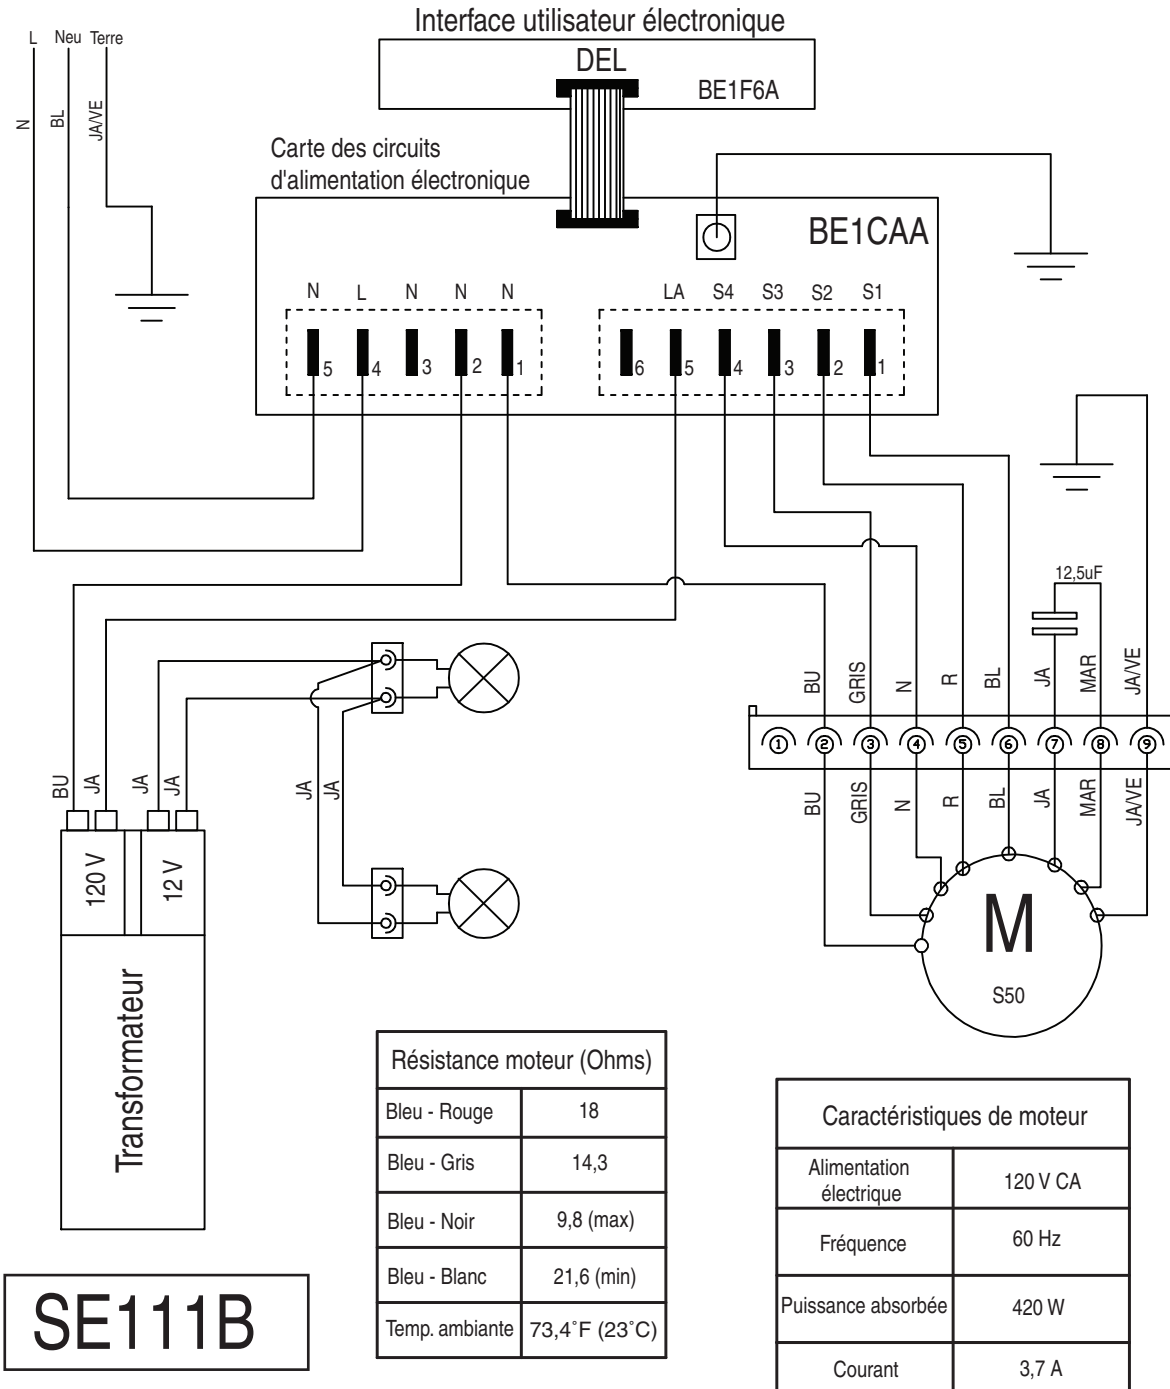 Interface utilisateur électronique
DEL
BE1F6A
L Neu Terre
N
BL
JA/VE
Carte des circuits
d'alimentation électronique
BE1CAA
N L N N N
5 4 3 2 1
LA S4 S3 S2 S1
6 5 4 3 2 1
12,5uF
BU
GRIS
N
R
BL
JA
MAR
JA/VE
1 2 3 4 5 6 7 8 9
BU
GRIS
N
R
BL
JA
MAR
JA/VE
M
S50
BU
JA
JA
JA
JA
JA
120 V
12 V
Transformateur
SE111B
Résistance moteur (Ohms)
Bleu - Rouge 18
Bleu - Gris 14,3
Bleu - Noir 9,8 (max)
Bleu - Blanc 21,6 (min)
Temp. ambiante 73,4˚F (23˚C)
Caractéristiques de moteur
Alimentation
électrique 120 V CA
Fréquence 60 Hz
Puissance absorbée 420 W
Courant 3,7 A